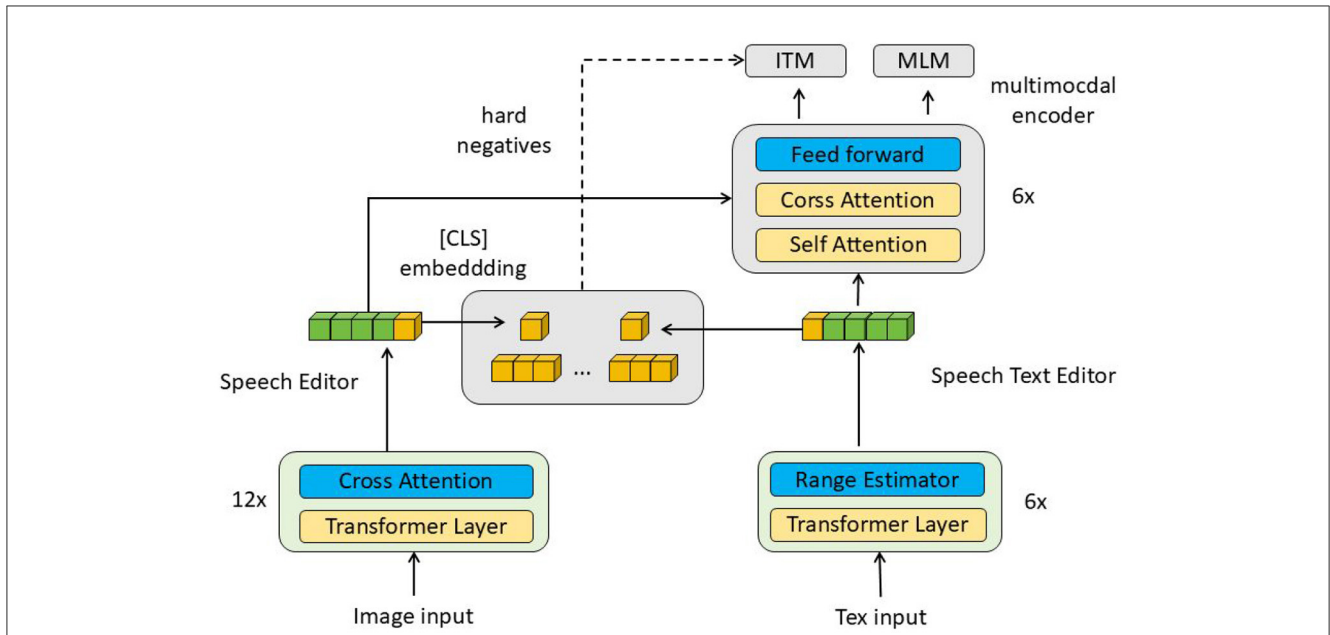 ITM
MLM
multimocdal
encoder
hard
negatives
Feed forward
Corss Attention
6x
Self Attention
[CLS]
embeddding
...
Speech Editor
Speech Text Editor
12x
Cross Attention
Transformer Layer
Range Estimator
6x
Transformer Layer
Image input
Tex input